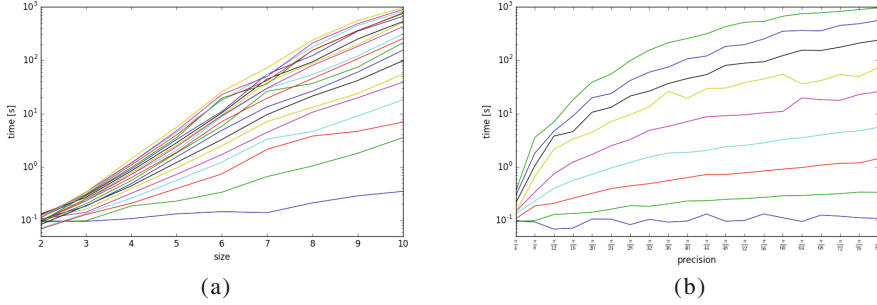 10³
10²
10¹
10⁰
10⁻¹
time [s]
2 3 4 5 6 7 8 9 10
size
(a)
10³
10²
10¹
10⁰
10⁻¹
time [s]
precision
(b)